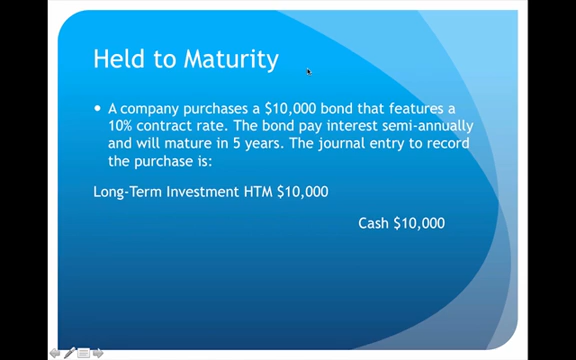 Held to Maturity
• A company purchases a $10,000 bond that features a
10% contract rate. The bond pay interest semi-annually
and will mature in 5 years. The journal entry to record
the purchase is:
Long-Term Investment HTM $10,000
Cash $10,000